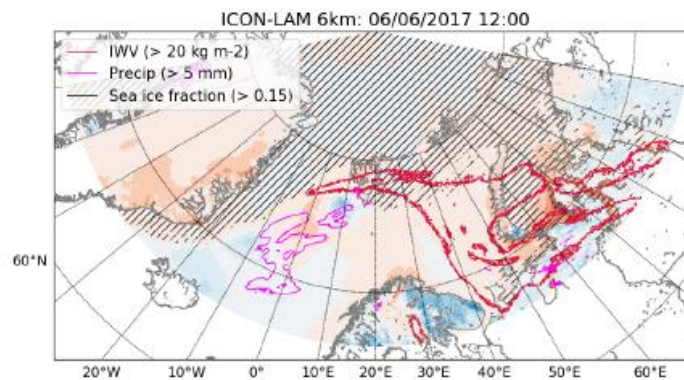 ICON-LAM 6km: 06/06/2017 12:00
IWV (> 20 kg m-2)
Precip (> 5 mm)
Sea ice fraction (> 0.15)
60°N
20°W 10°W 0° 10°E 20°E 30°E 40°E 50°E 60°E